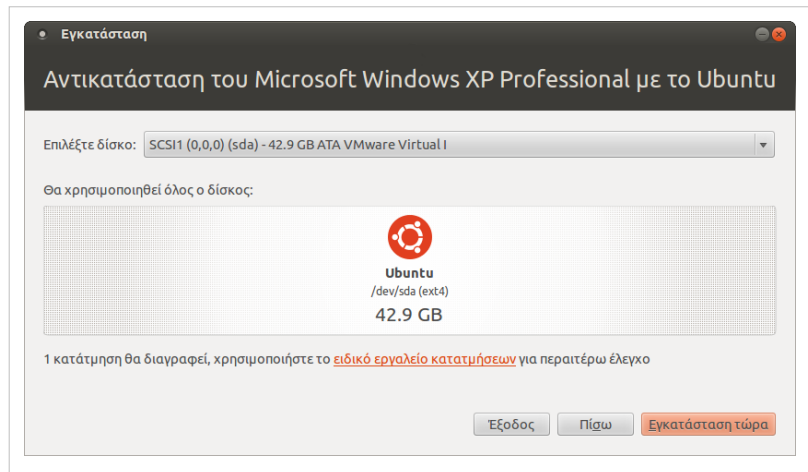 Εγκατάσταση
Αντικατάσταση του Microsoft Windows XP Professional με το Ubuntu
Επιλέξτε δίσκο: SCSI1 (0,0,0) (sda) - 42.9 GB ATA VMware Virtual I
Θα χρησιμοποιηθεί όλος ο δίσκος:
Ubuntu
/dev/sda (ext4)
42.9 GB
1 κατάτμηση θα διαγραφεί, χρησιμοποιήστε το ειδικό εργαλείο κατατμήσεων για περαιτέρω έλεγχο
Έξοδος Πίσω Εγκατάσταση τώρα